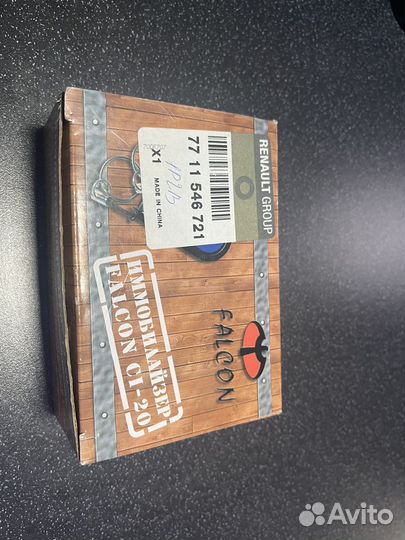 RENAULT GROUP
77 11 546 721
X1
MADE IN CHINA
FALCON
ИММОБИЛАЙЗЕР
FALCON CI-20
Avito